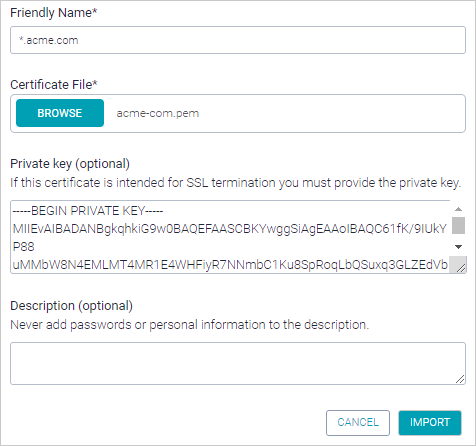 Friendly Name*
*.acme.com
Certificate File*
BROWSE acme-com.pem
Private key (optional)
If this certificate is intended for SSL termination you must provide the private key.
-----BEGIN PRIVATE KEY-----
MIIEvAIBADANBgkqhkiG9w0BAQEFAASCBKYwggSiAgEAAoIBAQC61fK/9IUkY
P88
uMMbW8N4EMLMT4MR1E4WHFiyR7NNmbC1Ku8SpRoqLbQSuxq3GLZEdVb
Description (optional)
Never add passwords or personal information to the description.
CANCEL IMPORT